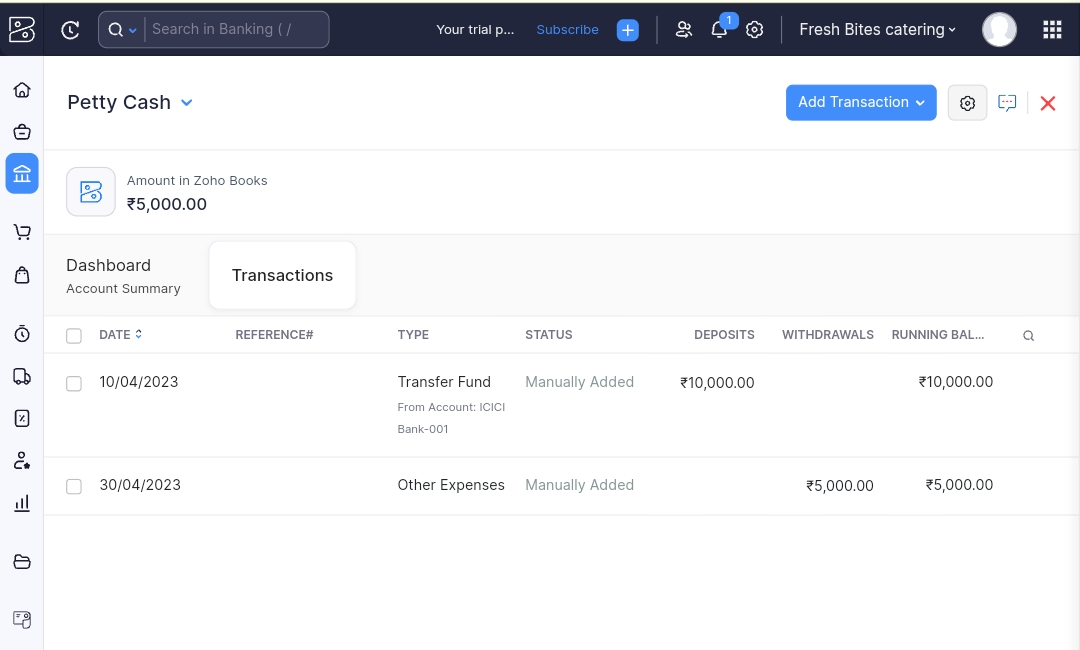 Search in Banking ( /
Your trial p...
Subscribe
1
Fresh Bites catering
Petty Cash
Add Transaction
Amount in Zoho Books
₹5,000.00
Dashboard
Account Summary
Transactions
DATE REFERENCE# TYPE STATUS DEPOSITS WITHDRAWALS RUNNING BAL...
10/04/2023 Transfer Fund Manually Added ₹10,000.00 ₹10,000.00
From Account: ICICI
Bank-001
30/04/2023 Other Expenses Manually Added ₹5,000.00 ₹5,000.00